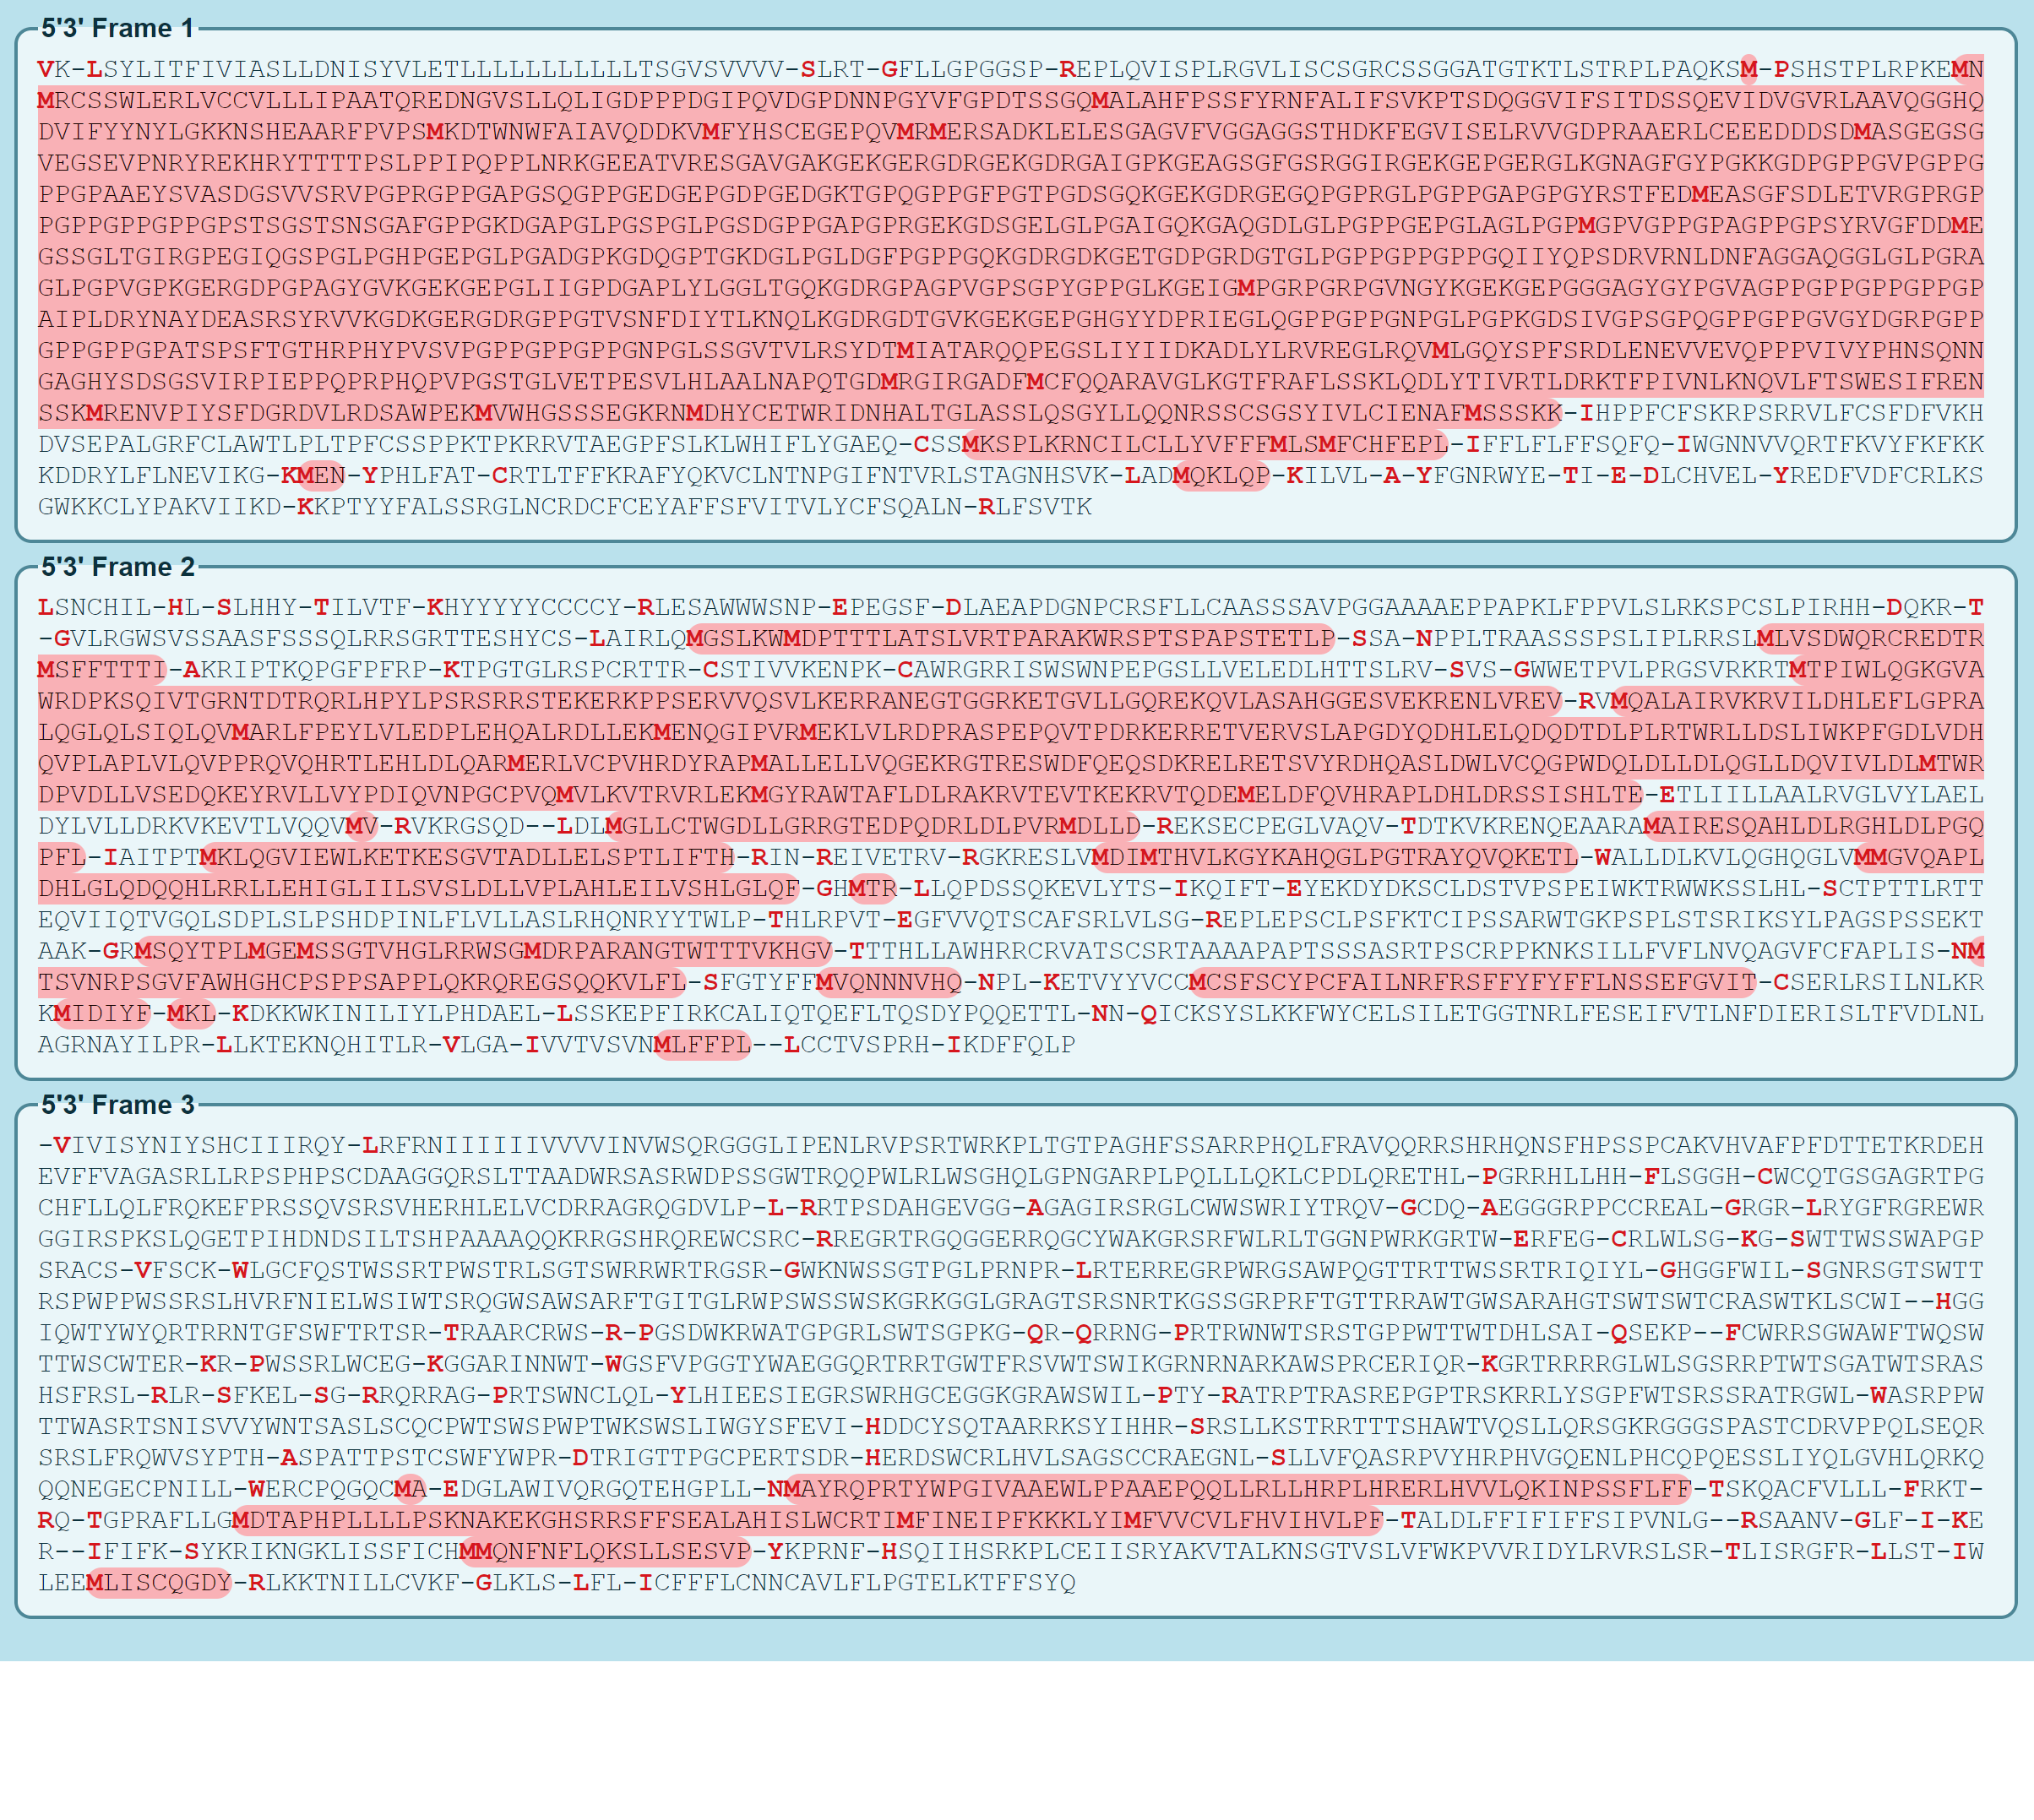 5'3' Frame 1
VK-LSYLITFIVIASLLDNISYVLETLLLLLLLLLLLTSGVSVVVV-SLRT-GFLLGPGGSP-REPLQVISPLRGVLISCSGRCSSGGATGTKTLSTRPLPAQKSM-PSHSTPLRPKEMN
MRCSSWLERLVCCVLLLIPAATQREDNGVSLLQLIGDPPPDGIPQVDGPDNNPGYVFGPDTSSGQMALAHFPSSFYRNFALIFSVKPTSDQGGVIFSITDSSQEVIDVGVRLAAVQGGHQ
DVIFYYNYLGKKNSHEAARFPVPSMKDTWNWFAIAVQDDKVMFYHSCEGEPQVMRMERSADKLELESGAGVFVGGAGGSTHDKFEGVISELRVVGDPRAAERLCEEEDDDSDMASGEGSG
VEGSEVPNRYREKHRYTTTTPSLPPIPQPPLNRKGEEATVRESGAVGAKGEKGERGDRGEKGDRGAIGPKGEAGSGFGSRGGIRGEKGEPGERGLKGNAGFGYPGKKGDPGPPGVPGPPG
PPGPAAEYSVASDGSVVSRVPGPRGPPGAPGSQGPPGEDGEPGDPGEDGKTGPQGPPGFPGTPGDSGQKGEKGDRGEGQPGPRGLPGPPGAPGPGYRSTFEDMEASGFSDLETVRGPRGP
PGPPGPPGPPGPSTSGSTSNSGAFGPPGKDGAPGLPGSPGLPGSDGPPGAPGPRGEKGDSGELGLPGAIGQKGAQGDLGLPGPPGEPGLAGLPGPMGPVGPPGPAGPPGPSYRVGFDDME
GSSGLTGIRGPEGIQGSPGLPGHPGEPGLPGADGPKGDQGPTGKDGLPGLDGFPGPPGQKGDRGDKGETGDPGRDGTGLPGPPGPPGPPGQIIYQPSDRVRNLDNFAGGAQGGLGLPGRA
GLPGPVGPKGERGDPGPAGYGVKGEKGEPGLIIGPDGAPLYLGGLTGQKGDRGPAGPVGPSGPYGPPGLKGEIGMPGRPGRPGVNGYKGEKGEPGGGAGYGYPGVAGPPGPPGPPGPPGP
AIPLDRYNAYDEASRSYRVVKGDKGERGDRGPPGTVSNFDIYTLKNQLKGDRGDTGVKGEKGEPGHGYYDPRIEGLQGPPGPPGNPGLPGPKGDSIVGPSGPQGPPGPPGVGYDGRPGPP
GPPGPPGPATSPSFTGTHRPHYPVSVPGPPGPPGPPGNPGLSSGVTVLRSYDTMIATARQQPEGSLIYIIDKADLYLRVREGLRQVMLGQYSPFSRDLENEVVEVQPPPVIVYPHNSQNN
GAGHYSDSGSVIRPIEPPQPRPHQPVPGSTGLVETPESVLHLAALNAPQTGDMRGIRGADFMCFQQARAVGLKGTFRAFLSSKLQDLYTIVRTLDRKTFPIVNLKNQVLFTSWESIFREN
SSKMRENVPIYSFDGRDVLRDSAWPEKMVWHGSSSEGKRNMDHYCETWRIDNHALTGLASSLQSGYLLQQNRSSCSGSYIVLCIENAFMSSSKK-IHPPFCFSKRPSRRVLFCSFDFVKH
DVSEPALGRFCLAWTLPLTPFCSSPPKTPKRRVTAEGPFSLKLWHIFLYGAEQ-CSSMKSPLKRNCILCLLYVFFFMLSMFCHFEPL-IFFLFLFFSQFQ-IWGNNVVQRTFKVYFKFKK
KDDRYLFLNEVIKG-KMEN-YPHLFAT-CRTLTFFKRAFYQKVCLNTNPGIFNTVRLSTAGNHSVK-LADMQKLQP-KILVL-A-YFGNRWYE-TI-E-DLCHVEL-YREDFVDFCRLKS
GWKKCLYPAKVIIKD-KKPTYYFALSSRGLNCRDCFCEYAFFSFVITVLYCFSQALN-RLFSVTK
5'3' Frame 2
LSNCHIL-HL-SLHHY-TILVTF-KHYYYYYCCCCY-RLESAWWWSNP-EPEGSF-DLAEAPDGNPCRSFLLCAASSSAVPGGAAAAEPPAPKLFPPVLSLRKSPCSLPIRHH-DQKR-T
-GVLRGWSVSSAASFSSSQLRRSGRTTESHYCS-LAIRLQMGSLKWMDPTTTLATSLVRTPARAKWRSPTSPAPSTETLP-SSA-NPPLTRAASSSPSLIPLRRSLMLVSDWQRCREDTR
MSFFTTTI-AKRIPTKQPGFPFRP-KTPGTGLRSPCRTTR-CSTIVVKENPK-CAWRGRRISWSWNPEPGSLLVELEDLHTTSLRV-SVS-GWWETPVLPRGSVRKRTMTPIWLQGKGVA
WRDPKSQIVTGRNTDTRQRLHPYLPSRSRRSTEKERKPPSERVVQSVLKERRANEGTGGRKETGVLLGQREKQVLASAHGGESVEKRENLVREV-RVMQALAIRVKRVILDHLEFLGPRA
LQGLQLSIQLQVMARLFPEYLVLEDPLEHQALRDLLEKMENQGIPVRMEKLVLRDPRASPEPQVTPDRKERRETVERVSLAPGDYQDHLELQDQDTDLPLRTWRLLDSLIWKPFGDLVDH
QVPLAPLVLQVPPRQVQHRTLEHLDLQARMERLVCPVHRDYRAPMALLELLVQGEKRGTRESWDFQEQSDKRELRETSVYRDHQASLDWLVCQGPWDQLDLLDLQGLLDQVIVLDLMTWR
DPVDLLVSEDQKEYRVLLVYPDIQVNPGCPVQMVLKVTRVRLEKMGYRAWTAFLDLRAKRVTEVTKEKRVTQDEMELDFQVHRAPLDHLDRSSISHLTE-ETLIILLAALRVGLVYLAEL
DYLVLLDRKVKEVTLVQQVMV-RVKRGSQD--LDLMGLLCTWGDLLGRRGTEDPQDRLDLPVRMDLLD-REKSECPEGLVAQV-TDTKVKRENQEAARAMAIRESQAHLDLRGHLDLPGQ
PFL-IAITPTMKLQGVIEWLKETKESGVTADLLELSPTLIFTH-RIN-REIVETRV-RGKRESLVMDIMTHVLKGYKAHQGLPGTRAYQVQKETL-WALLDLKVLQGHQGLVMMGVQAPL
DHLGLQDQQHLRRLLEHIGLIILSVSLDLLVPLAHLEILVSHLGLQF-GHMTR-LLQPDSSQKEVLYTS-IKQIFT-EYEKDYDKSCLDSTVPSPEIWKTRWWKSSLHL-SCTPTTLRTT
EQVIIQTVGQLSDPLSLPSHDPINLFLVLLASLRHQNRYYTWLP-THLRPVT-EGFVVQTSCAFSRLVLSG-REPLEPSCLPSFKTCIPSSARWTGKPSPLSTSRIKSYLPAGSPSSEKT
AAK-GRMSQYTPLMGEMSSGTVHGLRRWSGMDRPARANGTWTTTVKHGV-TTTHLLAWHRRCRVATSCSRTAAAAPAPTSSSASRTPSCRPPKNKSILLFVFLNVQAGVFCFAPLIS-NM
TSVNRPSGVFAWHGHCPSPPSAPPLQKRQREGSQQKVLFL-SFGTYFFMVQNNNVHQ-NPL-KETVYYVCCMCSFSCYPCFAILNRFRSFFYFYFFLNSSEFGVIT-CSERLRSILNLKR
KMIDIYF-MKL-KDKKWKINILIYLPHDAEL-LSSKEPFIRKCALIQTQEFLTQSDYPQQETTL-NN-QICKSYSLKKFWYCELSILETGGTNRLFESEIFVTLNFDIERISLTFVDLNL
AGRNAYILPR-LLKTEKNQHITLR-VLGA-IVVTVSVNMLFFPL--LCCTVSPRH-IKDFFQLP
5'3' Frame 3
-VIVISYNIYSHCIIIRQY-LRFRNIIIIIIVVVVINVWSQRGGGLIPENLRVPSRTWRKPLTGTPAGHFSSARRPHQLFRAVQQRRSHRHQNSFHPSSPCAKVHVAFPFDTTETKRDEH
EVFFVAGASRLLRPSPHPSCDAAGGQRSLTTAADWRSASRWDPSSGWTRQQPWLRLWSGHQLGPNGARPLPQLLLQKLCPDLQRETHL-PGRRHLLHH-FLSGGH-CWCQTGSGAGRTPG
CHFLLQLFRQKEFPRSSQVSRSVHERHLELVCDRRAGRQGDVLP-L-RRTPSDAHGEVGG-AGAGIRSRGLCWWSWRIYTRQV-GCDQ-AEGGGRPPCCREAL-GRGR-LRYGFRGREWR
GGIRSPKSLQGETPIHDNDSILTSHPAAAAQQKRRGSHRQREWCSRC-RREGRTRGQGGERRQGCYWAKGRSRFWLRLTGGNPWRKGRTW-ERFEG-CRLWLSG-KG-SWTTWSSWAPGP
SRACS-VFSCK-WLGCFQSTWSSRTPWSTRLSGTSWRRWRTRGSR-GWKNWSSGTPGLPRNPR-LRTERREGRPWRGSAWPQGTTRTTWSSRTRIQIYL-GHGGFWIL-SGNRSGTSWTT
RSPWPPWSSRSLHVRFNIELWSIWTSRQGWSAWSARFTGITGLRWPSWSSWSKGRKGGLGRAGTSRSNRTKGSSGRPRFTGTTRRAWTGWSARAHGTSWTSWTCRASWTKLSCWI--HGG
IQWTYWYQRTRRNTGFSWFTRTSR-TRAARCRWS-R-PGSDWKRWATGPGRLSWTSGPKG-QR-QRRNG-PRTRWNWTSRSTGPPWTTWTDHLSAI-QSEKP--FCWRRSGWAWFTWQSW
TTWSCWTER-KR-PWSSRLWCEG-KGGARINNWT-WGSFVPGGTYWAEGGQRTRRTGWTFRSVWTSWIKGRNRNARKAWSPRCERIQR-KGRTRRRRGLWLSGSRRPTWTSGATWTSRAS
HSFRSL-RLR-SFKEL-SG-RRQRRAG-PRTSWNCLQL-YLHIEESIEGRSWRHGCEGGKGRAWSWIL-PTY-RATRPTRASREPGPTRSKRRLYSGPFWTSRSSRATRGWL-WASRPPW
TTWASRTSNISVVYWNTSASLSCQCPWTSWSPWPTWKSWSLIWGYSFEVI-HDDCYSQTAARRKSYIHHR-SRSLLKSTRRTTTSHAWTVQSLLQRSGKRGGGSPASTCDRVPPQLSEQR
SRSLFRQWVSYPTH-ASPATTPSTCSWFYWPR-DTRIGTTPGCPERTSDR-HERDSWCRLHVLSAGSCCRAEGNL-SLLVFQASRPVYHRPHVGQENLPHCQPQESSLIYQLGVHLQRKQ
QQNEGECPNILL-WERCPQGQCMA-EDGLAWIVQRGQTEHGPLL-NMAYRQPRTYWPGIVAAEWLPPAAEPQQLLRLLHRPLHRERLHVVLQKINPSSFLFF-TSKQACFVLLL-FRKT-
RQ-TGPRAFLLGMDTAPHPLLLLPSKNAKEKGHSRRSFFSEALAHISLWCRTIMFINEIPFKKKLYIMFVVCVLFHVIHVLPF-TALDLFFIFIFFSIPVNLG--RSAANV-GLF-I-KE
R--IFIFK-SYKRIKNGKLISSFICHMMQNFNFLQKSLLSESVP-YKPRNF-HSQIIHSRKPLCEIISRYAKVTALKNSGTVSLVFWKPVVRIDYLRVRSLSR-TLISRGFR-LLST-IW
LEEMLISCQGDY-RLKKTNILLCVKF-GLKLS-LFL-ICFFFLCNNCAVLFLPGTELKTFFSYQ